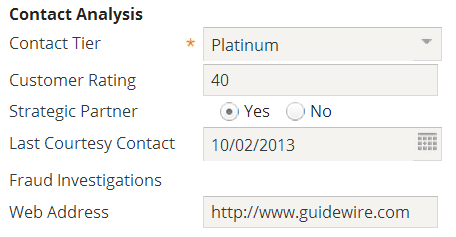 Contact Analysis
Contact Tier * Platinum
Customer Rating 40
Strategic Partner Yes No
Last Courtesy Contact 10/02/2013
Fraud Investigations
Web Address http://www.guidewire.com